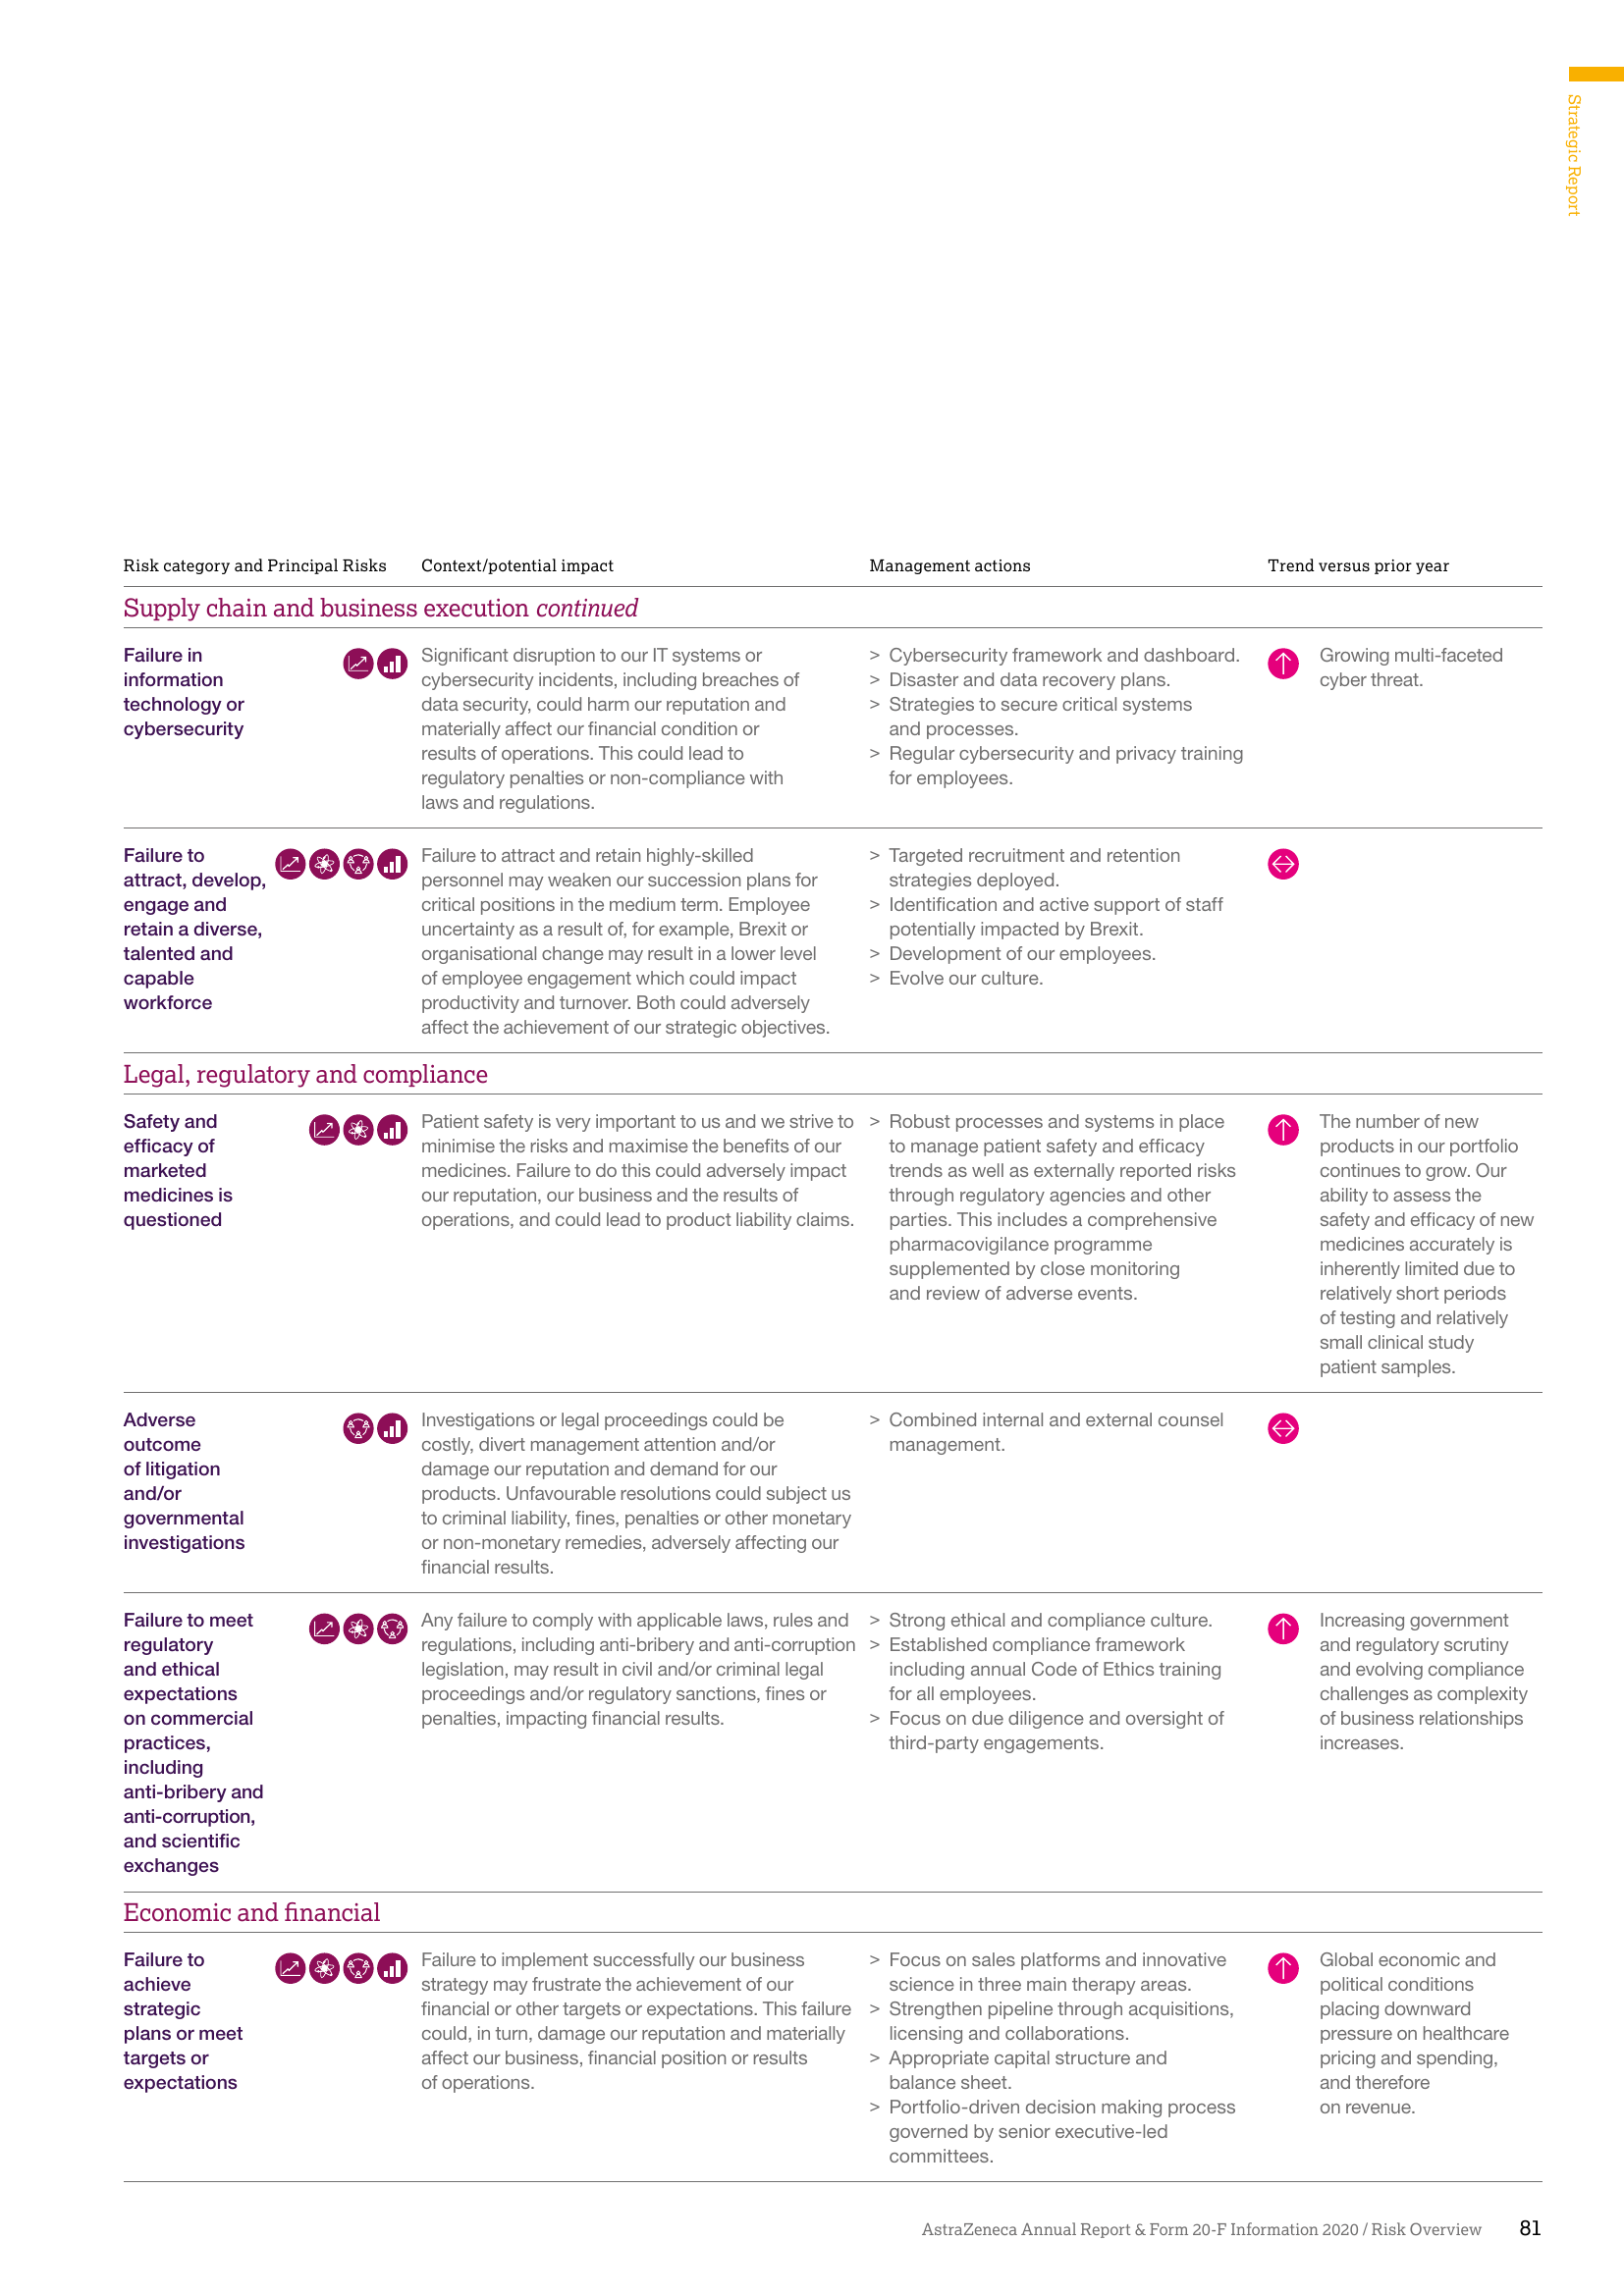 Strategic Report
Risk category and Principal Risks
Context/potential impact
Management actions
Trend versus prior year
Supply chain and business execution continued
Failure in
information
technology or
cybersecurity
Significant disruption to our IT systems or
cybersecurity incidents, including breaches of
data security, could harm our reputation and
materially affect our financial condition or
results of operations. This could lead to
regulatory penalties or non-compliance with
laws and regulations.
> Cybersecurity framework and dashboard.
> Disaster and data recovery plans.
> Strategies to secure critical systems
and processes.
> Regular cybersecurity and privacy training
for employees.
Growing multi-faceted
cyber threat.
Failure to
attract, develop,
engage and
retain a diverse,
talented and
capable
workforce
Failure to attract and retain highly-skilled
personnel may weaken our succession plans for
critical positions in the medium term. Employee
uncertainty as a result of, for example, Brexit or
organisational change may result in a lower level
of employee engagement which could impact
productivity and turnover. Both could adversely
affect the achievement of our strategic objectives.
> Targeted recruitment and retention
strategies deployed.
> Identification and active support of staff
potentially impacted by Brexit.
> Development of our employees.
> Evolve our culture.
Legal, regulatory and compliance
Safety and
efficacy of
marketed
medicines is
questioned
Patient safety is very important to us and we strive to
minimise the risks and maximise the benefits of our
medicines. Failure to do this could adversely impact
our reputation, our business and the results of
operations, and could lead to product liability claims.
> Robust processes and systems in place
to manage patient safety and efficacy
trends as well as externally reported risks
through regulatory agencies and other
parties. This includes a comprehensive
pharmacovigilance programme
supplemented by close monitoring
and review of adverse events.
The number of new
products in our portfolio
continues to grow. Our
ability to assess the
safety and efficacy of new
medicines accurately is
inherently limited due to
relatively short periods
of testing and relatively
small clinical study
patient samples.
Adverse
outcome
of litigation
and/or
governmental
investigations
Investigations or legal proceedings could be
costly, divert management attention and/or
damage our reputation and demand for our
products. Unfavourable resolutions could subject us
to criminal liability, fines, penalties or other monetary
or non-monetary remedies, adversely affecting our
financial results.
> Combined internal and external counsel
management.
Failure to meet
regulatory
and ethical
expectations
on commercial
practices,
including
anti-bribery and
anti-corruption,
and scientific
exchanges
Any failure to comply with applicable laws, rules and
regulations, including anti-bribery and anti-corruption
legislation, may result in civil and/or criminal legal
proceedings and/or regulatory sanctions, fines or
penalties, impacting financial results.
> Strong ethical and compliance culture.
> Established compliance framework
including annual Code of Ethics training
for all employees.
> Focus on due diligence and oversight of
third-party engagements.
Increasing government
and regulatory scrutiny
and evolving compliance
challenges as complexity
of business relationships
increases.
Economic and financial
Failure to
achieve
strategic
plans or meet
targets or
expectations
Failure to implement successfully our business
strategy may frustrate the achievement of our
financial or other targets or expectations. This failure
could, in turn, damage our reputation and materially
affect our business, financial position or results
of operations.
> Focus on sales platforms and innovative
science in three main therapy areas.
> Strengthen pipeline through acquisitions,
licensing and collaborations.
> Appropriate capital structure and
balance sheet.
> Portfolio-driven decision making process
governed by senior executive-led
committees.
Global economic and
political conditions
placing downward
pressure on healthcare
pricing and spending,
and therefore
on revenue.
AstraZeneca Annual Report & Form 20-F Information 2020 / Risk Overview 81